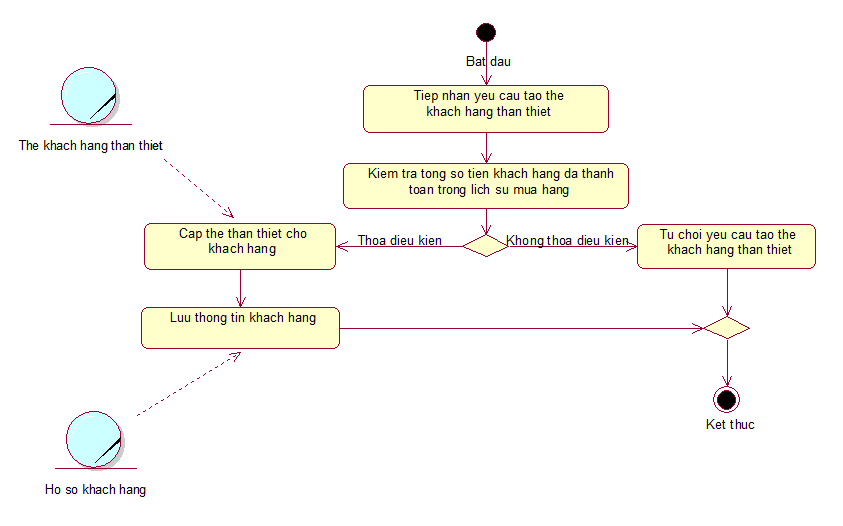 Bat dau
Tiep nhan yeu cau tao the
khach hang than thiet
The khach hang than thiet
Kiem tra tong so tien khach hang da thanh
toan trong lich su mua hang
Cap the than thiet cho
khach hang
Thoa dieu kien
Khong thoa dieu kien
Tu choi yeu cau tao the
khach hang than thiet
Luu thong tin khach hang
Ket thuc
Ho so khach hang